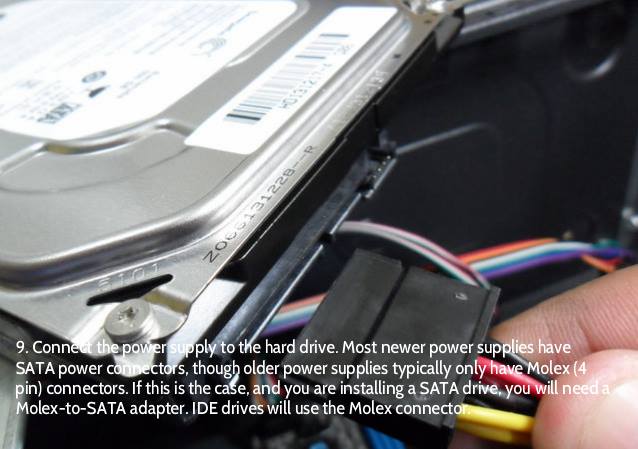 Z06613122B--R
9. Connect the power supply to the hard drive. Most newer power supplies have
SATA power connectors, though older power supplies typically only have Molex (4
pin) connectors. If this is the case, and you are installing a SATA drive, you will need a
Molex-to-SATA adapter. IDE drives will use the Molex connector.